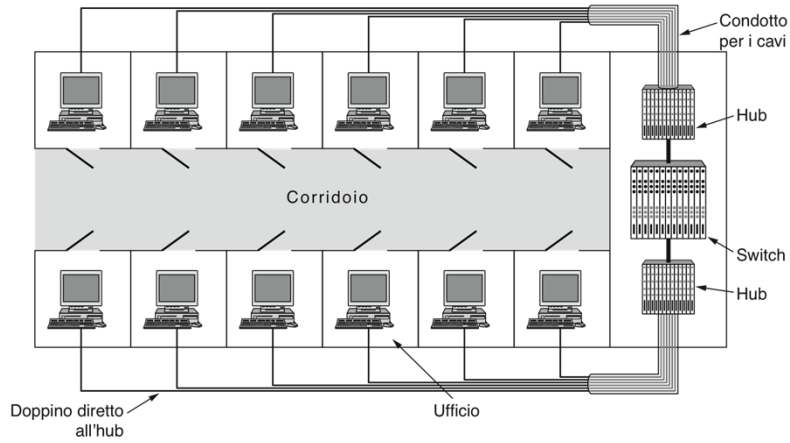 Condotto
per i cavi
Hub
Corridoio
Switch
Hub
Doppino diretto
all'hub
Ufficio